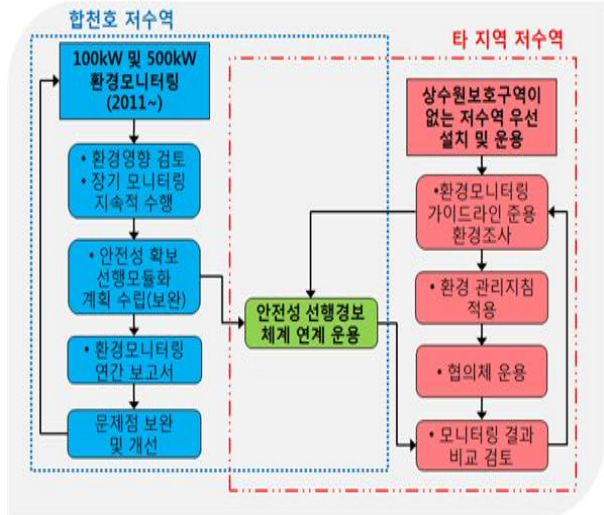 합천호 저수역
100kW 및 500kW
환경모니터링
(2011~)
• 환경영향 검토
• 장기 모니터링
지속적 수행
• 안전성 확보
선행모듈화
계획 수립(보완)
• 환경모니터링
연간 보고서
문제점 보완
및 개선
안전성 선행경보
체계 연계 운용
타 지역 저수역
상수원보호구역이
없는 저수역 우선
설치 및 운용
•환경모니터링
가이드라인 준용
환경조사
• 환경 관리지침
적용
• 협의체 운용
• 모니터링 결과
비교 검토